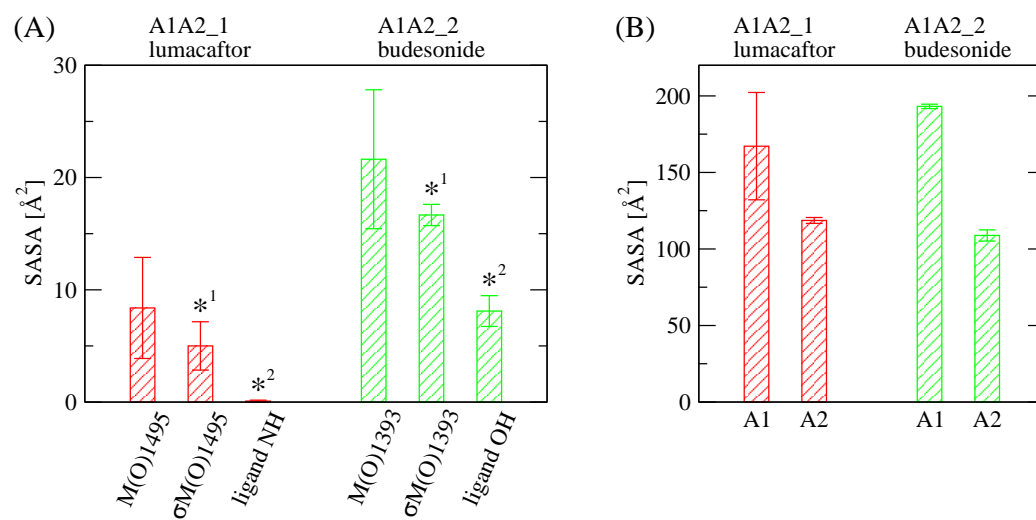 (A)
A1A2_1
lumacaftor
A1A2_2
budesonide
30
20
10
0
SASA [Å²]
*1
*2
*1
*2
M(O)1495
σM(O)1495
ligand NH
M(O)1393
σM(O)1393
ligand OH
(B)
A1A2_1
lumacaftor
A1A2_2
budesonide
200
150
100
50
0
SASA [Å²]
A1
A2
A1
A2